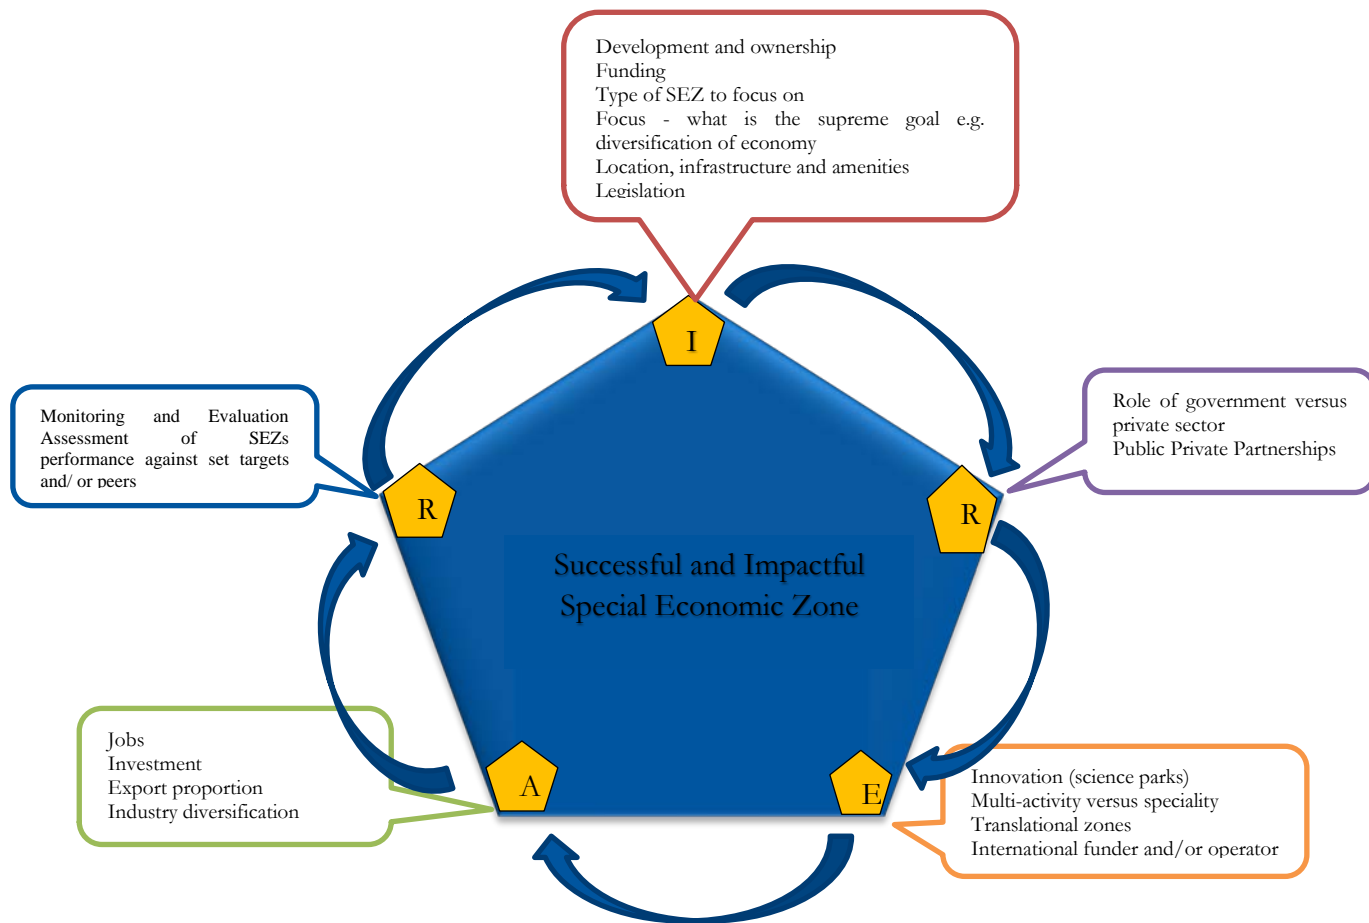 Development and ownership
Funding
Type of SEZ to focus on
Focus - what is the supreme goal e.g.
diversification of economy
Location, infrastructure and amenities
Legislation
I
Monitoring and Evaluation
Assessment of SEZs
performance against set targets
and/ or peers
R
Role of government versus
private sector
Public Private Partnerships
R
Successful and Impactful
Special Economic Zone
Jobs
Investment
Export proportion
Industry diversification
A
E
Innovation (science parks)
Multi-activity versus speciality
Translational zones
International funder and/or operator